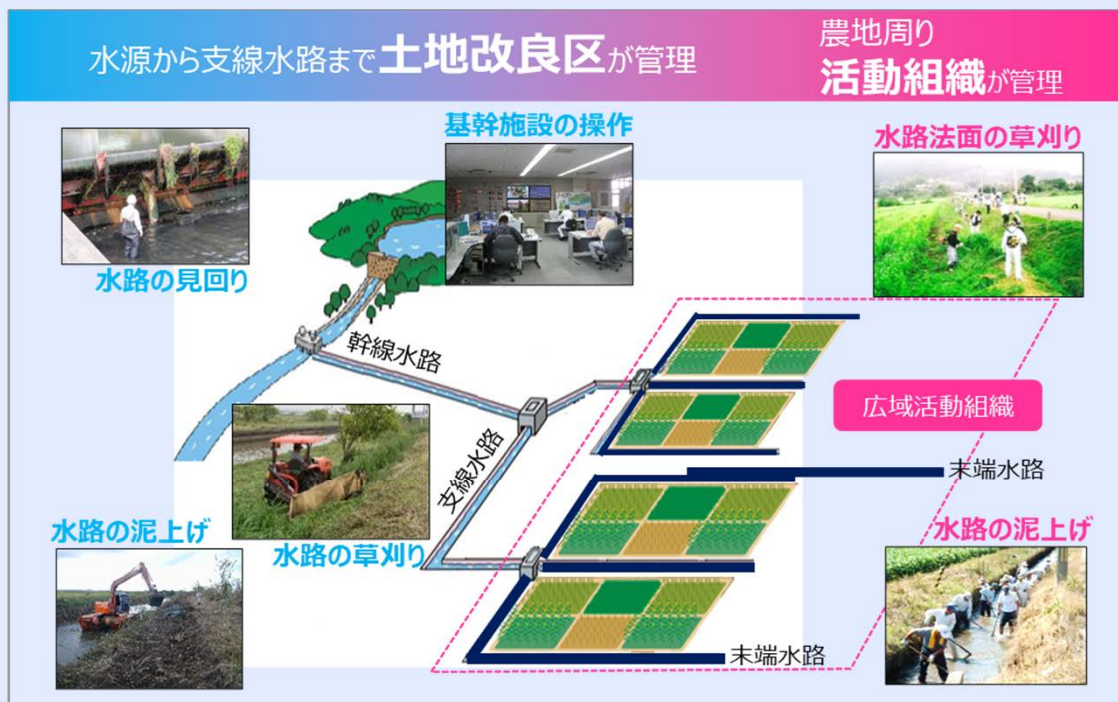 水源から支線水路まで土地改良区が管理
農地周り
活動組織が管理
基幹施設の操作
水路法面の草刈り
水路の見回り
幹線水路
広域活動組織
支線水路
末端水路
水路の泥上げ
水路の草刈り
水路の泥上げ
末端水路